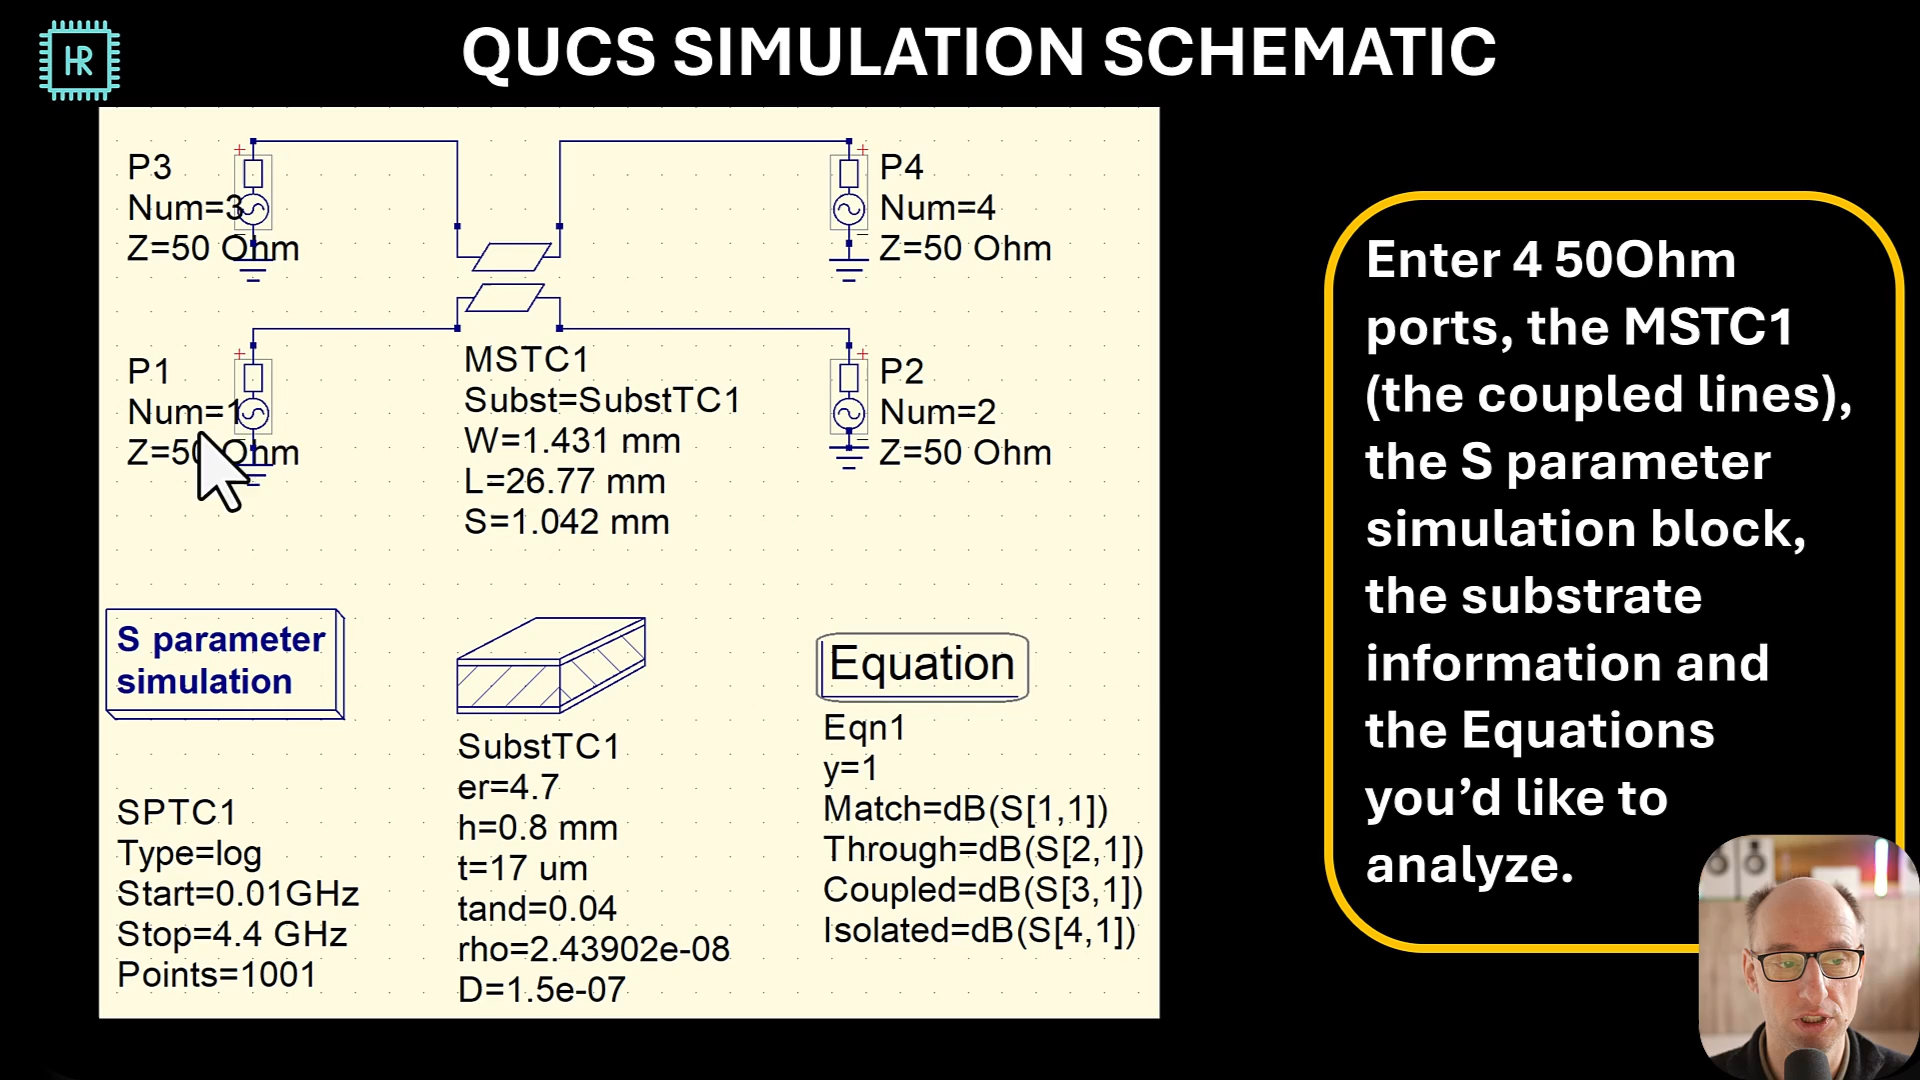 HR
QUCS SIMULATION SCHEMATIC
P3
Num=3
Z=50 Ohm
P4
Num=4
Z=50 Ohm
P1
Num=1
Z=50 Ohm
MSTC1
Subst=SubstTC1
W=1.431 mm
L=26.77 mm
S=1.042 mm
P2
Num=2
Z=50 Ohm
S parameter
simulation
SPTC1
Type=log
Start=0.01GHz
Stop=4.4 GHz
Points=1001
SubstTC1
er=4.7
h=0.8 mm
t=17 um
tand=0.04
rho=2.43902e-08
D=1.5e-07
Equation
Eqn1
y=1
Match=dB(S[1,1])
Through=dB(S[2,1])
Coupled=dB(S[3,1])
Isolated=dB(S[4,1])
Enter 4 50Ohm
ports, the MSTC1
(the coupled lines),
the S parameter
simulation block,
the substrate
information and
the Equations
you’d like to
analyze.